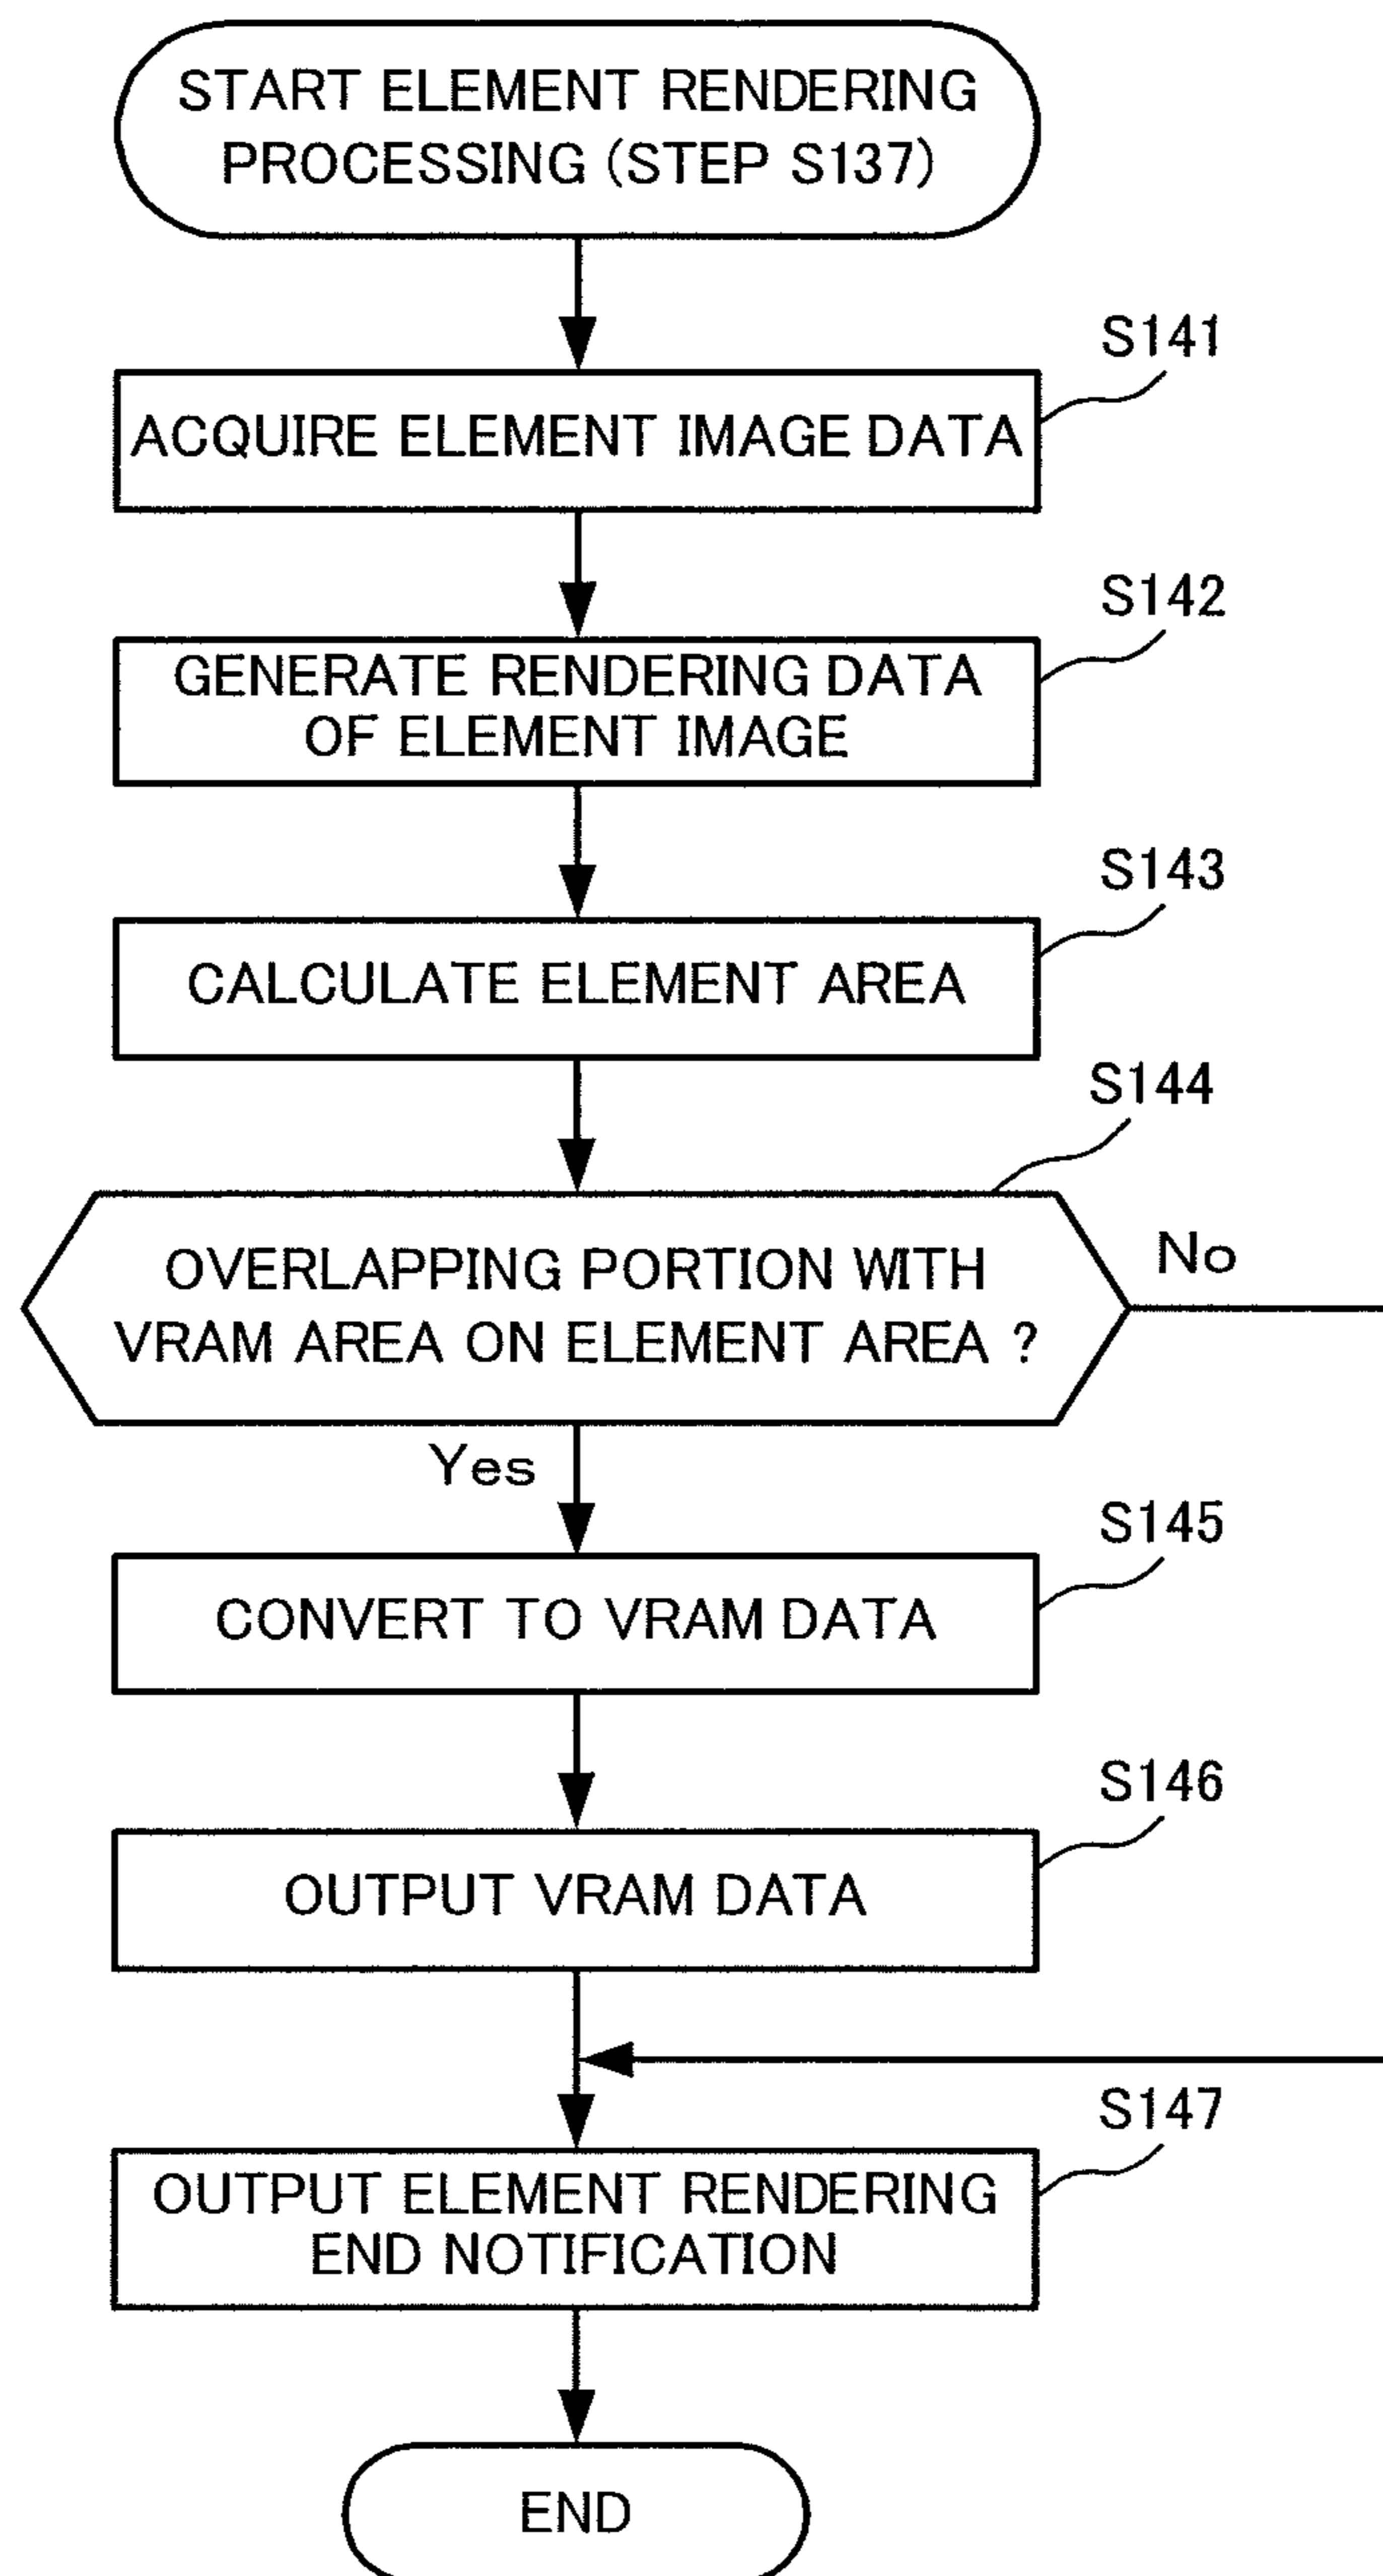 START ELEMENT RENDERING
PROCESSING (STEP S137)
S141
ACQUIRE ELEMENT IMAGE DATA
S142
GENERATE RENDERING DATA
OF ELEMENT IMAGE
S143
CALCULATE ELEMENT AREA
S144
OVERLAPPING PORTION WITH
VRAM AREA ON ELEMENT AREA ?
No
Yes
S145
CONVERT TO VRAM DATA
S146
OUTPUT VRAM DATA
S147
OUTPUT ELEMENT RENDERING
END NOTIFICATION
END